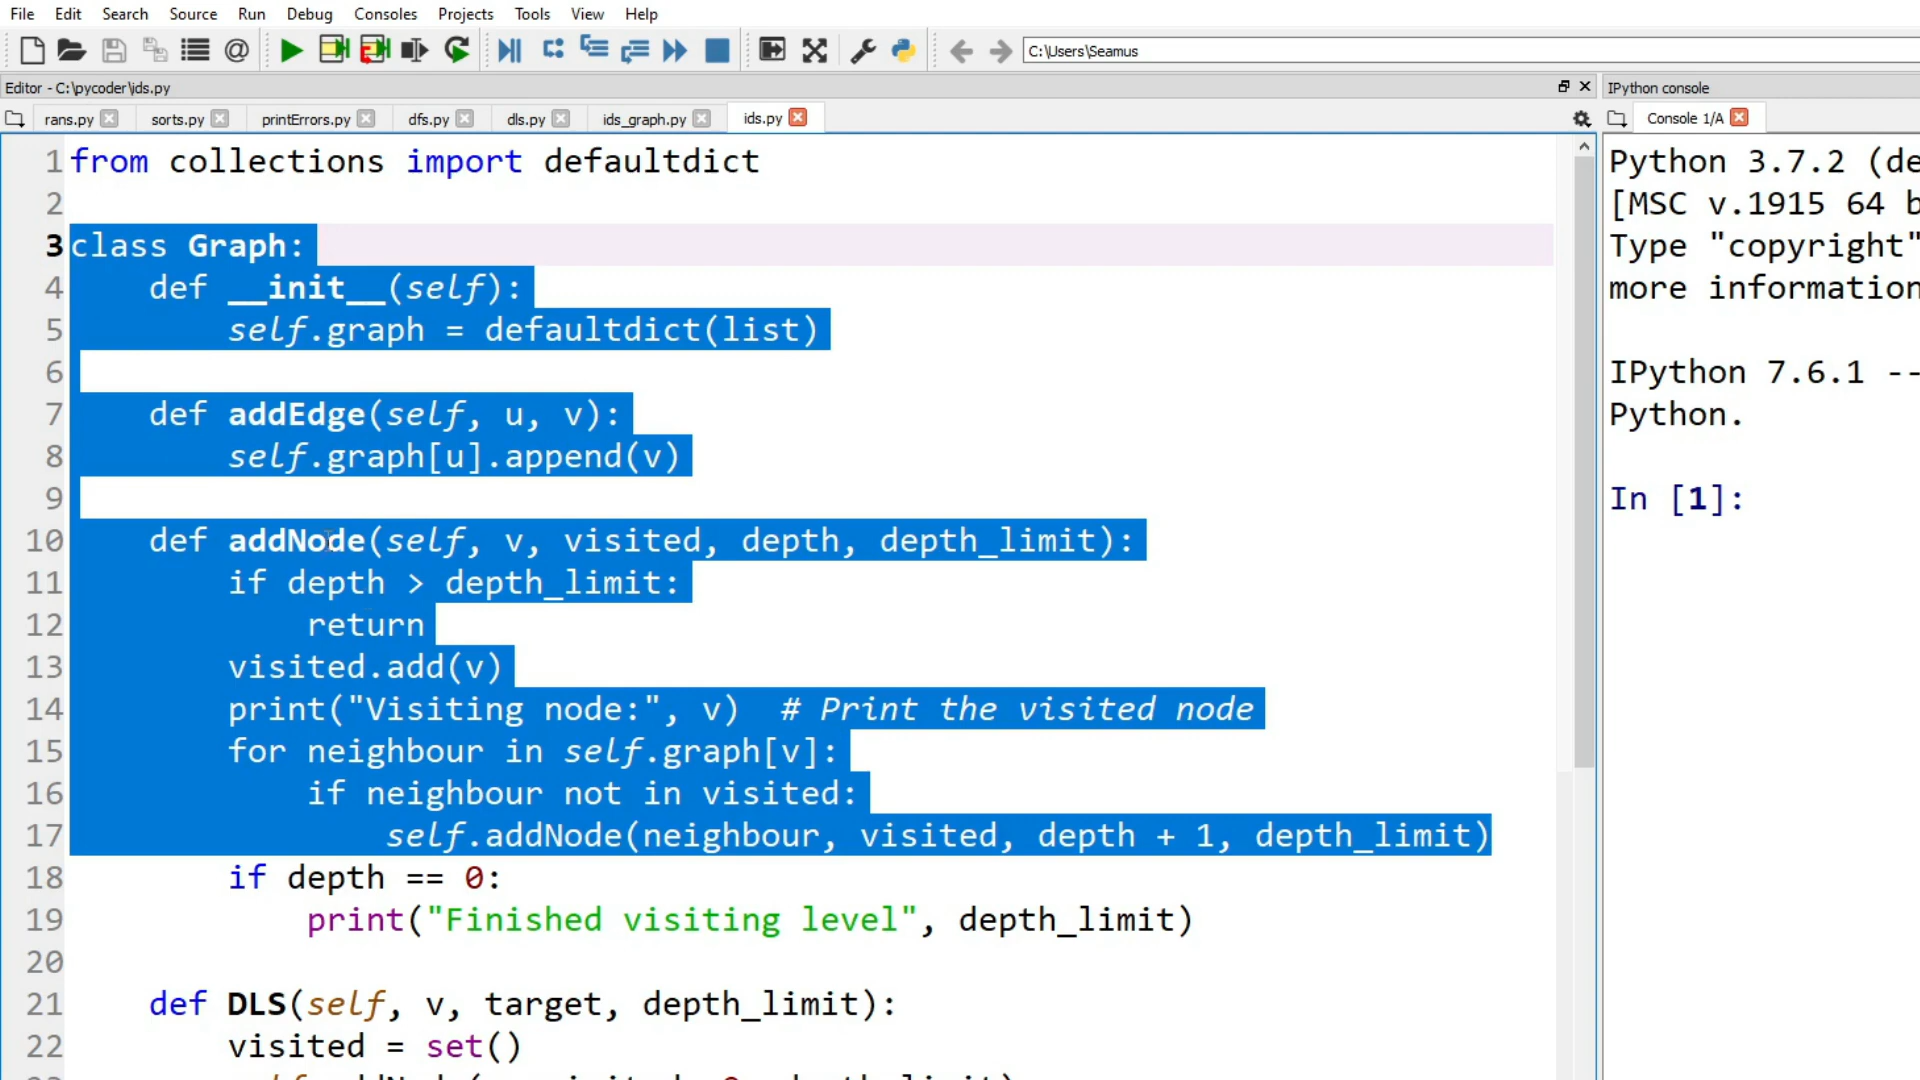 File Edit Search Source Run Debug Consoles Projects Tools View Help
C:\Users\Seamus
Editor - C:\pycoder\ids.py
IPython console
rans.py sorts.py printErrors.py dfs.py dls.py ids_graph.py ids.py
Console 1/A
1 from collections import defaultdict
2
3 class Graph:
4     def __init__(self):
5         self.graph = defaultdict(list)
6
7     def addEdge(self, u, v):
8         self.graph[u].append(v)
9
10     def addNode(self, v, visited, depth, depth_limit):
11         if depth > depth_limit:
12             return
13         visited.add(v)
14         print("Visiting node:", v)  # Print the visited node
15         for neighbour in self.graph[v]:
16             if neighbour not in visited:
17                 self.addNode(neighbour, visited, depth + 1, depth_limit)
18         if depth == 0:
19             print("Finished visiting level", depth_limit)
20
21     def DLS(self, v, target, depth_limit):
22         visited = set()
Python 3.7.2 (de
[MSC v.1915 64 b
Type "copyright"
more information
IPython 7.6.1 --
Python.
In [1]: